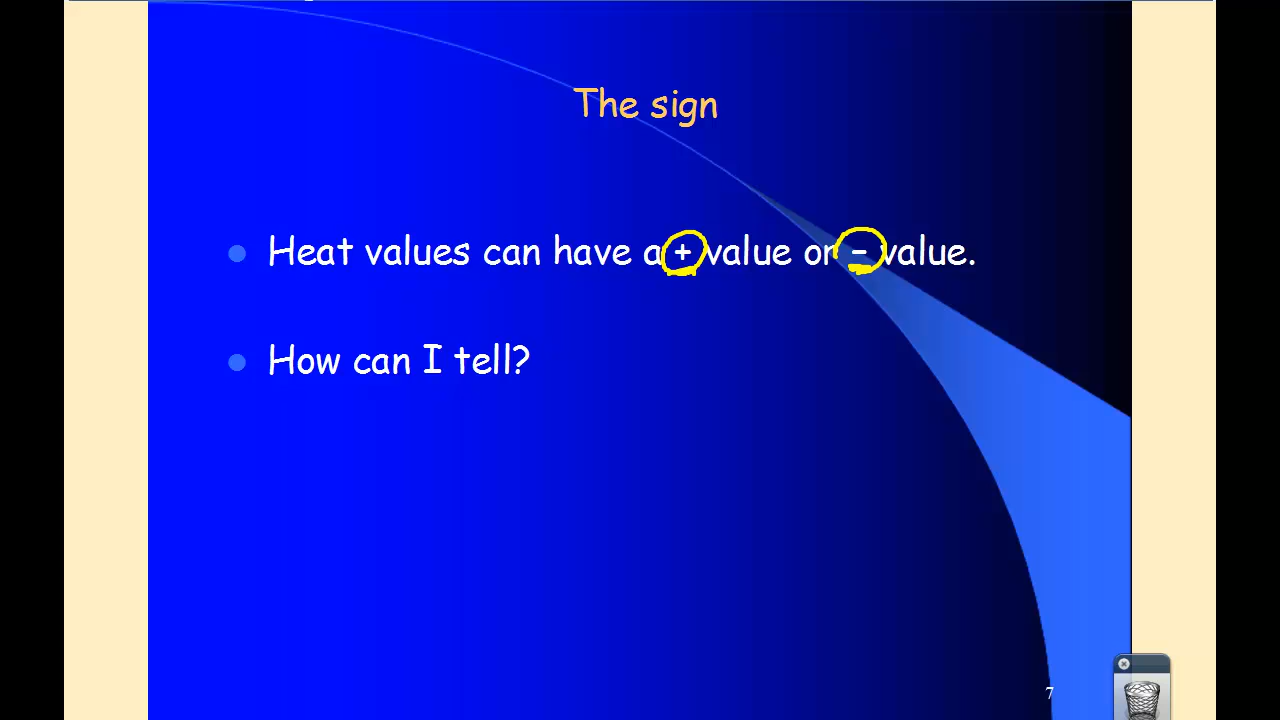 The sign
Heat values can have a + value or – value.
How can I tell?
7